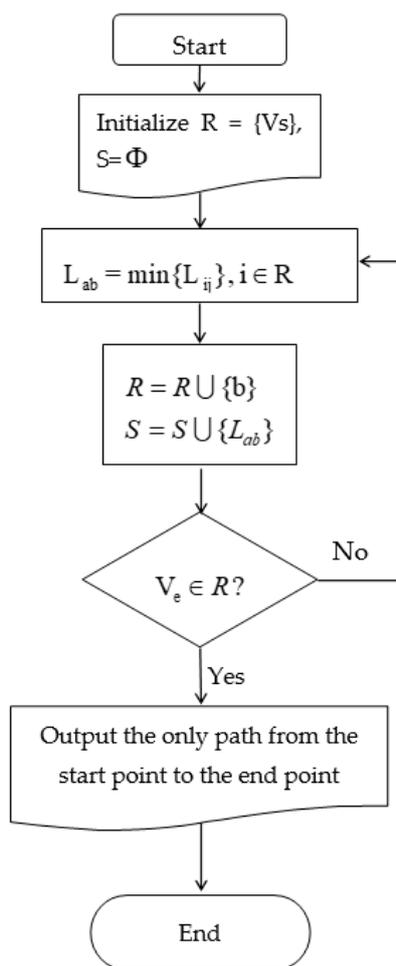 Start
Initialize R = {Vs},
S=Φ
L_ab = min{L_ij}, i ∈ R
R = R ∪ {b}
S = S ∪ {L_ab}
V_e ∈ R?
No
Yes
Output the only path from the
start point to the end point
End